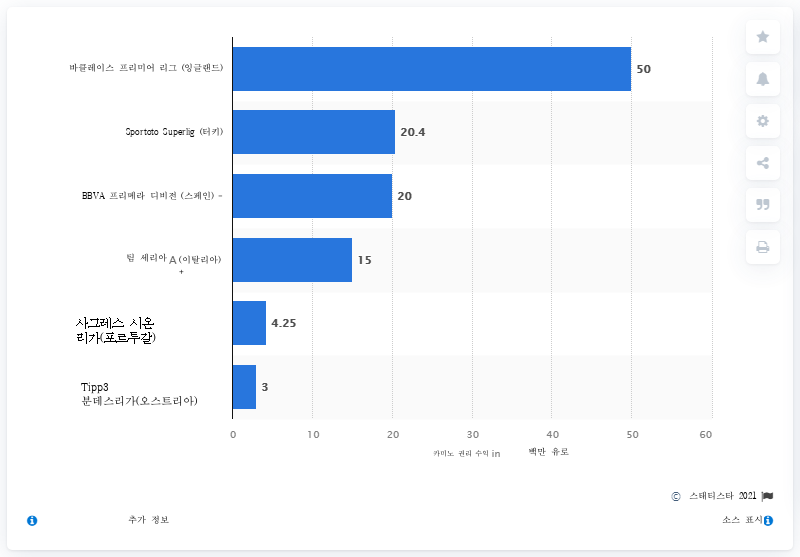 바클레이스 프리미어 리그 (잉글랜드)
50
Sportoto Superlig (터키)
20.4
BBVA 프리메라 디비전 (스페인) -
20
팀 세리아 A (이탈리아)
+
15
사그레스 시온
리가(포르투갈)
4.25
Tipp3
분데스리가(오스트리아)
3
0 10 20 30 40 50 60
카이노 권리 수익 in 백만 유로
© 스태티스타 2021
추가 정보
소스 표시